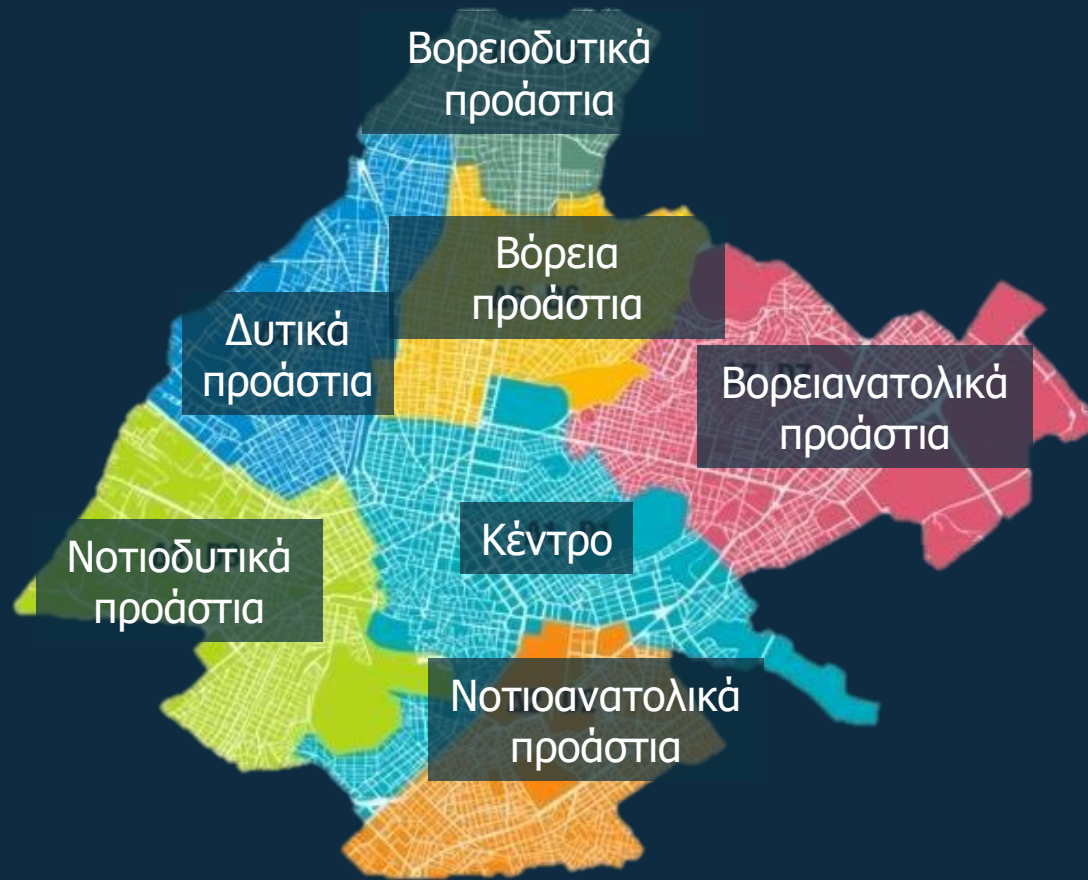 Βορειοδυτικά
προάστια
Βόρεια
προάστια
Δυτικά
προάστια
Βορειανατολικά
προάστια
Κέντρο
Νοτιοδυτικά
προάστια
Νοτιοανατολικά
προάστια